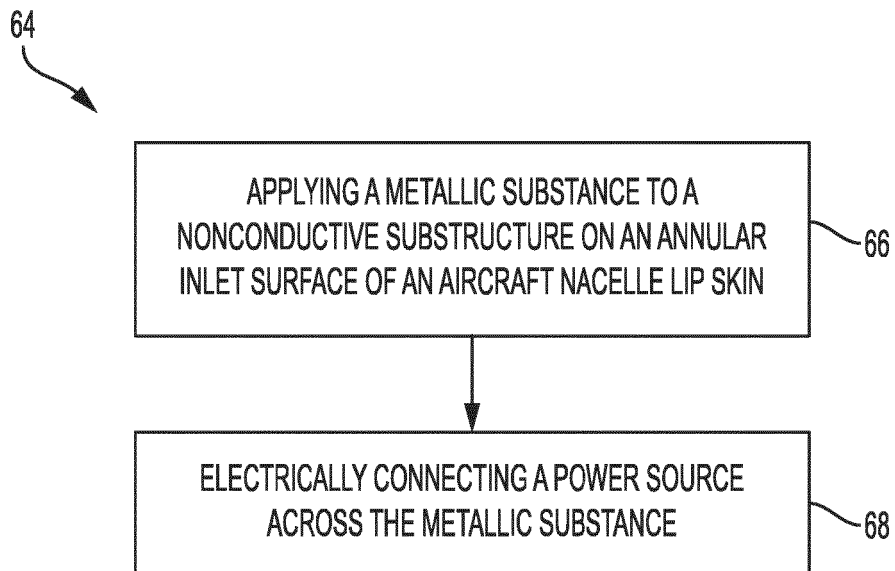 64
APPLYING A METALLIC SUBSTANCE TO A
NONCONDUCTIVE SUBSTRUCTURE ON AN ANNULAR
INLET SURFACE OF AN AIRCRAFT NACELLE LIP SKIN
66
ELECTRICALLY CONNECTING A POWER SOURCE
ACROSS THE METALLIC SUBSTANCE
68